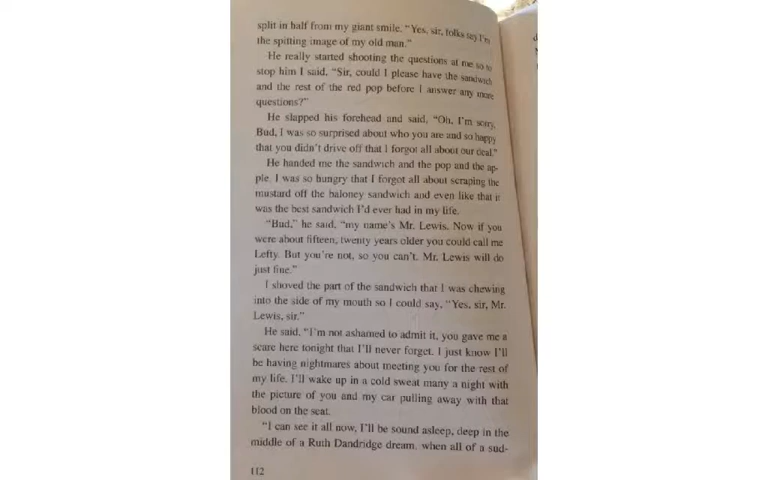 split in half from my giant smile. "Yes, sir, folks say I'm
the spitting image of my old man."
He really started shooting the questions at me so to
stop him I said, "Sir, could I please have the sandwich
and the rest of the red pop before I answer any more
questions?"
He slapped his forehead and said, "Oh, I'm sorry,
Bud, I was so surprised about who you are and so happy
that you didn't drive off that I forgot all about our deal."
He handed me the sandwich and the pop and the ap-
ple. I was so hungry that I forgot all about scraping the
mustard off the baloney sandwich and even like that it
was the best sandwich I'd ever had in my life.
"Bud," he said, "my name's Mr. Lewis. Now if you
were about fifteen, twenty years older you could call me
Lefty. But you're not, so you can't. Mr. Lewis will do
just fine."
I shoved the part of the sandwich that I was chewing
into the side of my mouth so I could say, "Yes, sir, Mr.
Lewis, sir."
He said, "I'm not ashamed to admit it, you gave me a
scare here tonight that I'll never forget. I just know I'll
be having nightmares about meeting you for the rest of
my life. I'll wake up in a cold sweat many a night with
the picture of you and my car pulling away with that
blood on the seat.
"I can see it all now, I'll be sound asleep, deep in the
middle of a Ruth Dandridge dream, when all of a sud-
112